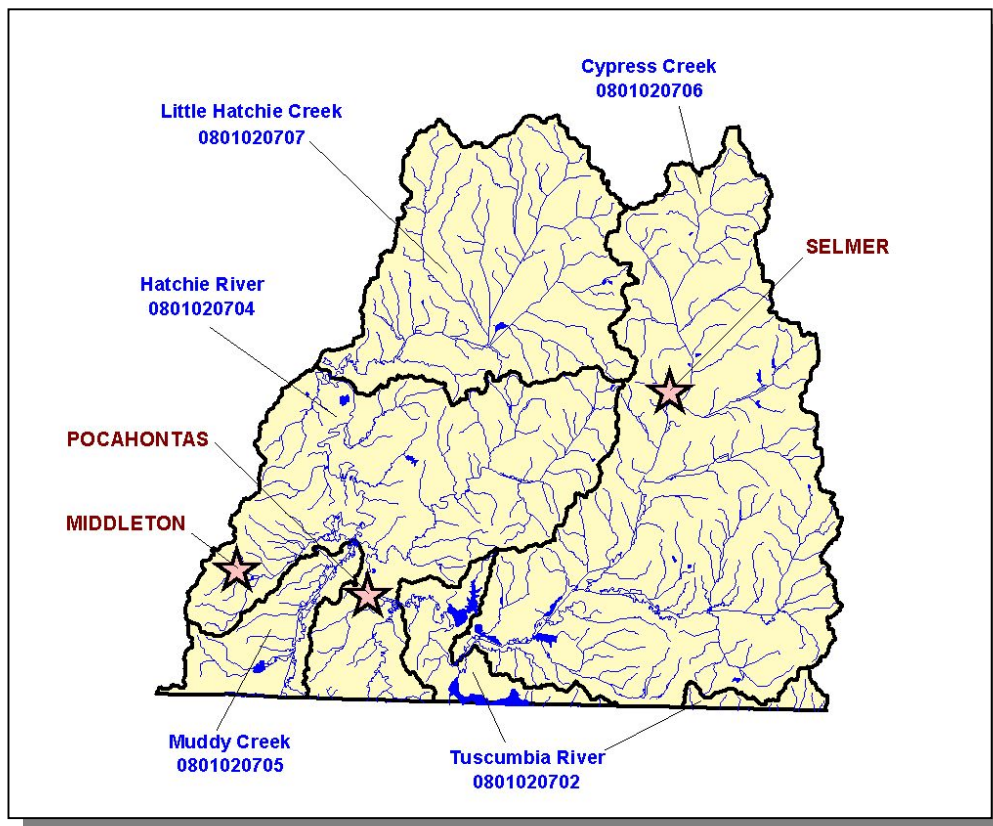 Cypress Creek
0801020706
Little Hatchie Creek
0801020707
SELMER
Hatchie River
0801020704
POCAHONTAS
MIDDLETON
Muddy Creek
0801020705
Tuscumbia River
0801020702